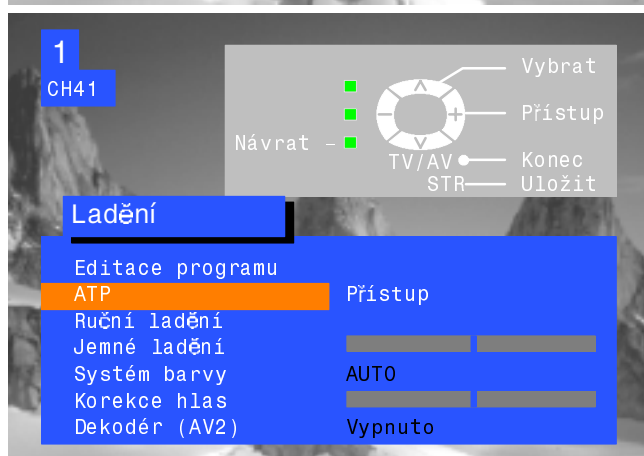 1
CH41
Vybrat
Přístup
Návrat –
TV/AV Konec
STR Uložit
Ladění
Editace programu
ATP Přístup
Ruční ladění
Jemné ladění
Systém barvy AUTO
Korekce hlas
Dekodér (AV2) Vypnuto